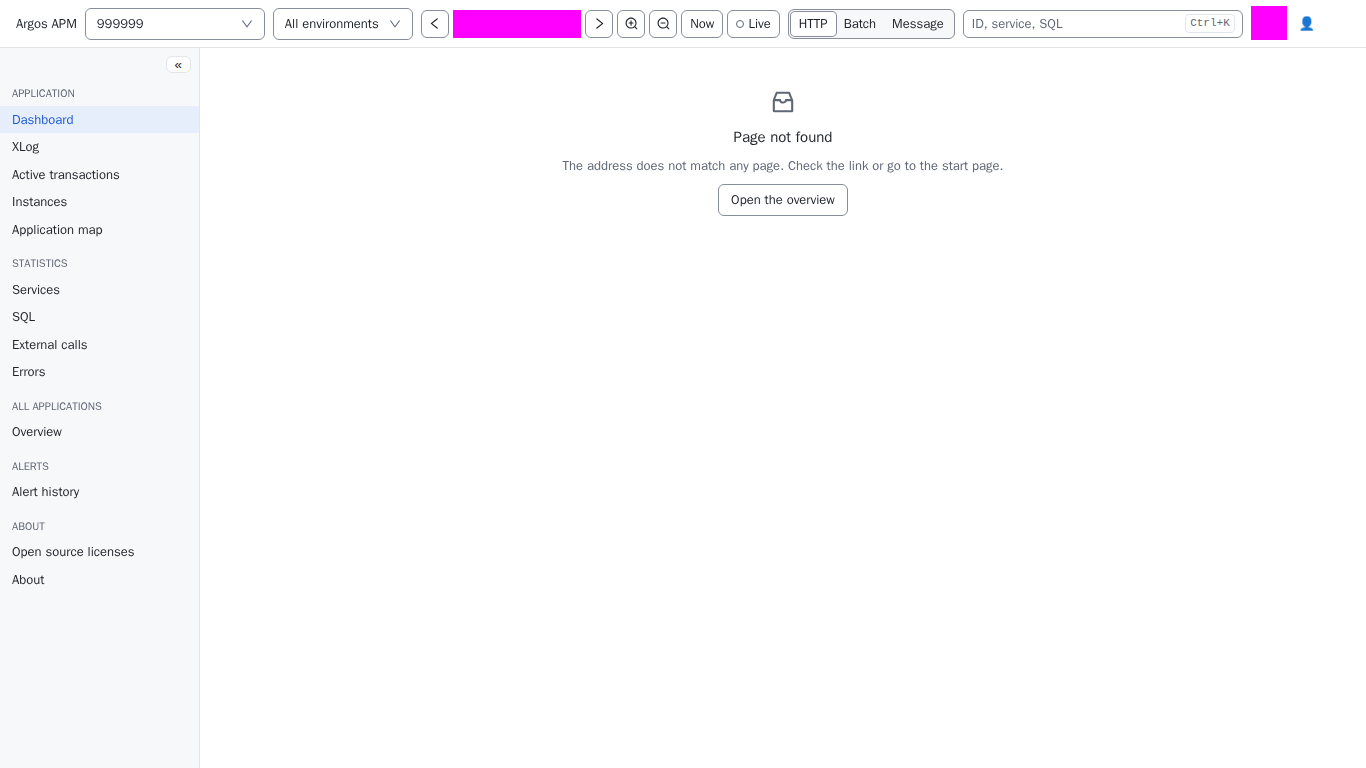 Argos APM 999999 All environments Now Live HTTP Batch Message ID, service, SQL Ctrl+K
«
APPLICATION
Dashboard
XLog
Active transactions
Instances
Application map
STATISTICS
Services
SQL
External calls
Errors
ALL APPLICATIONS
Overview
ALERTS
Alert history
ABOUT
Open source licenses
About
Page not found
The address does not match any page. Check the link or go to the start page.
Open the overview